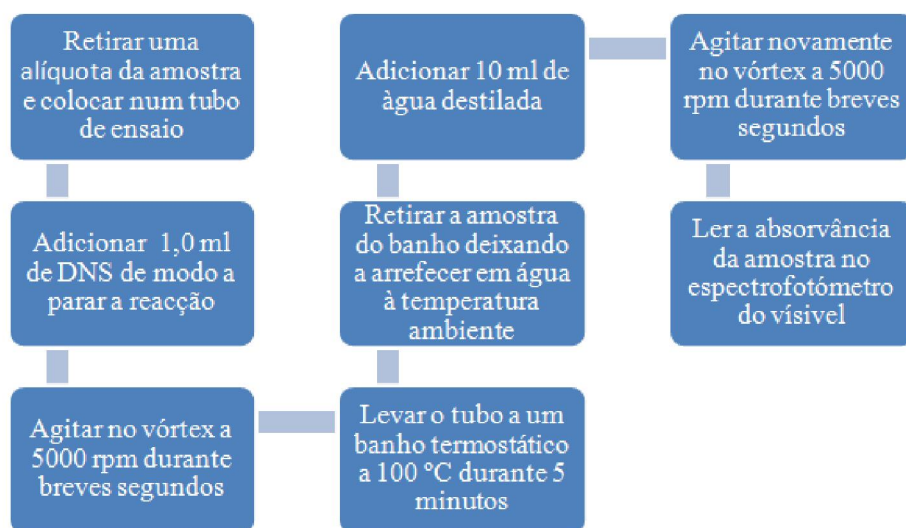 Retirar uma
alíquota da amostra
e colocar num tubo
de ensaio
Adicionar 1,0 ml
de DNS de modo a
parar a reacção
Agitar no vórtex a
5000 rpm durante
breves segundos
Levar o tubo a um
banho termostático
a 100 ºC durante 5
minutos
Retirar a amostra
do banho deixando
a arrefecer em água
à temperatura
ambiente
Adicionar 10 ml de
àgua destilada
Agitar novamente
no vórtex a 5000
rpm durante breves
segundos
Ler a absorvância
da amostra no
espectrofotómetro
do vísivel